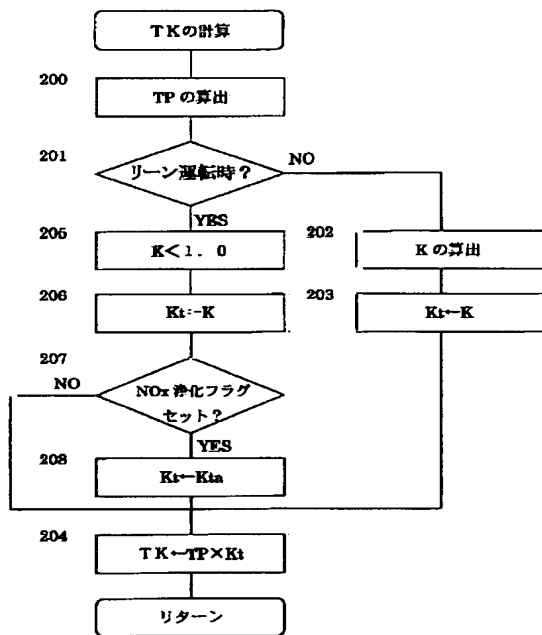 TKの計算
200
TPの算出
201
リーン運転時?
NO
YES
205
K<1.0
202
Kの算出
206
Kt←K
203
Kt←K
207
NO
NOx浄化フラグ
セット?
YES
208
Kt←Kta
204
TK←TP×Kt
リターン